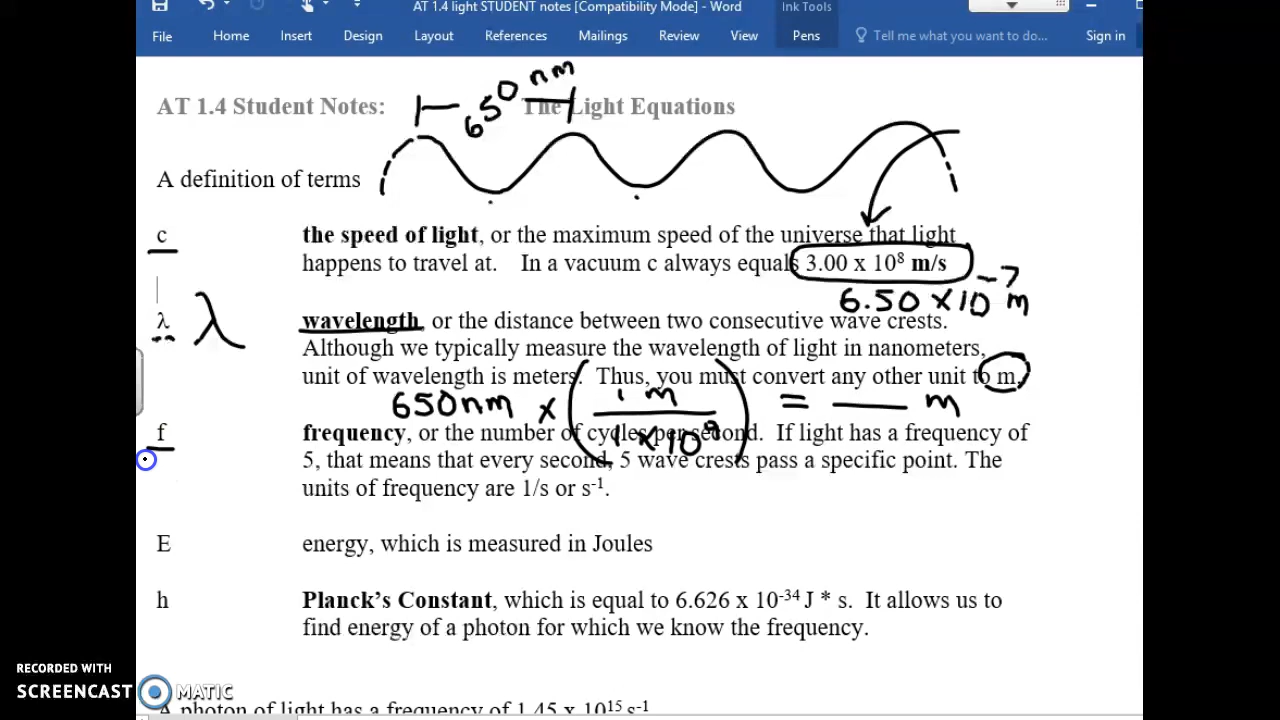 AT 1.4 light STUDENT notes [Compatibility Mode] - Word
Ink Tools
File Home Insert Design Layout References Mailings Review View Pens Tell me what you want to do... Sign in
650 nm
AT 1.4 Student Notes: The Light Equations
A definition of terms
c the speed of light, or the maximum speed of the universe that light
happens to travel at. In a vacuum c always equals 3.00 x 10⁸ m/s
6.50 x 10⁻⁷ m
λ λ wavelength, or the distance between two consecutive wave crests.
Although we typically measure the wavelength of light in nanometers,
unit of wavelength is meters. Thus, you must convert any other unit to m.
650nm x (1 m / 1 x 10⁹) = ___ m
f frequency, or the number of cycles per second. If light has a frequency of
5, that means that every second, 5 wave crests pass a specific point. The
units of frequency are 1/s or s⁻¹.
E energy, which is measured in Joules
h Planck's Constant, which is equal to 6.626 x 10⁻³⁴ J * s. It allows us to
find energy of a photon for which we know the frequency.
A photon of light has a frequency of 1.45 x 10¹⁵ s⁻¹
RECORDED WITH
SCREENCAST MATIC